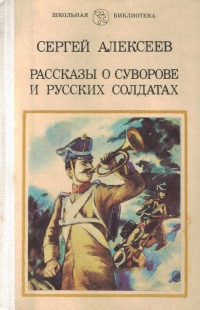 ШКОЛЬНАЯ БИБЛИОТЕКА
СЕРГЕЙ АЛЕКСЕЕВ
РАССКАЗЫ О СУВОРОВЕ
И РУССКИХ СОЛДАТАХ